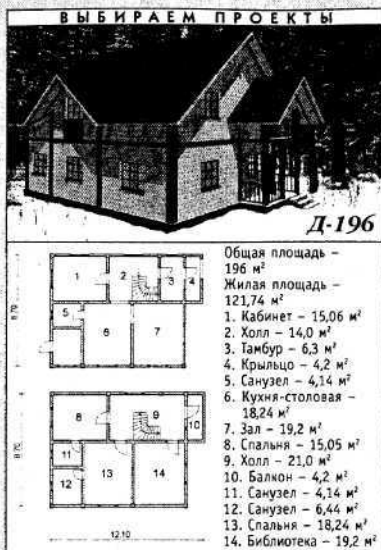 ВЫБИРАЕМ ПРОЕКТЫ
Д-196
Общая площадь –
196 м²
Жилая площадь –
121,74 м²
1. Кабинет – 15,06 м²
2. Холл – 14,0 м²
3. Тамбур – 6,3 м²
4. Крыльцо – 4,2 м²
5. Санузел – 4,14 м²
6. Кухня-столовая –
18,24 м²
7. Зал – 19,2 м²
8. Спальня – 15,05 м²
9. Холл – 21,0 м²
10. Балкон – 4,2 м²
11. Санузел – 4,14 м²
12. Санузел – 6,44 м²
13. Спальня – 18,24 м²
14. Библиотека – 19,2 м²
1 2 3 4
5 6 7
8.70
8 9 10
11
12 13 14
8.70
12.10